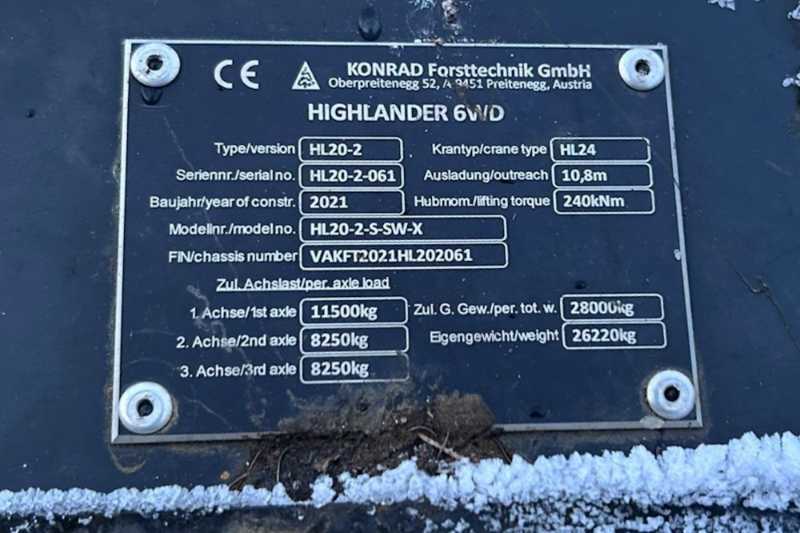 CE KONRAD Forsttechnik GmbH
Oberpreitenegg 52, A-9451 Preitenegg, Austria
HIGHLANDER 6WD
Type/version HL20-2 Krantyp/crane type HL24
Seriennr./serial no. HL20-2-061 Ausladung/outreach 10,8m
Baujahr/year of constr. 2021 Hubmom./lifting torque 240kNm
Modellnr./model no. HL20-2-S-SW-X
FIN/chassis number VAKFT2021HL202061
Zul. Achslast/per. axle load
1. Achse/1st axle 11500kg Zul. G. Gew./per. tot. w. 28000kg
2. Achse/2nd axle 8250kg Eigengewicht/weight 26220kg
3. Achse/3rd axle 8250kg